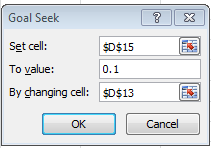 Goal Seek
Set cell: $D$15
To value: 0.1
By changing cell: $D$13
OK Cancel